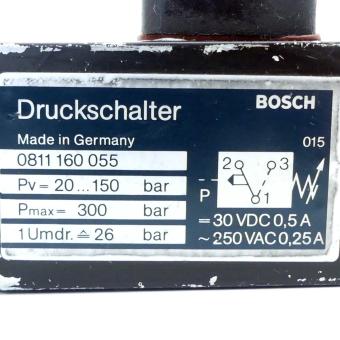 Druckschalter BOSCH
Made in Germany 015
0811 160 055
Pv = 20...150 bar
Pmax = 300 bar
1 Umdr. ≙ 26 bar
2 3
P 1
= 30 VDC 0,5 A
~ 250 VAC 0,25 A